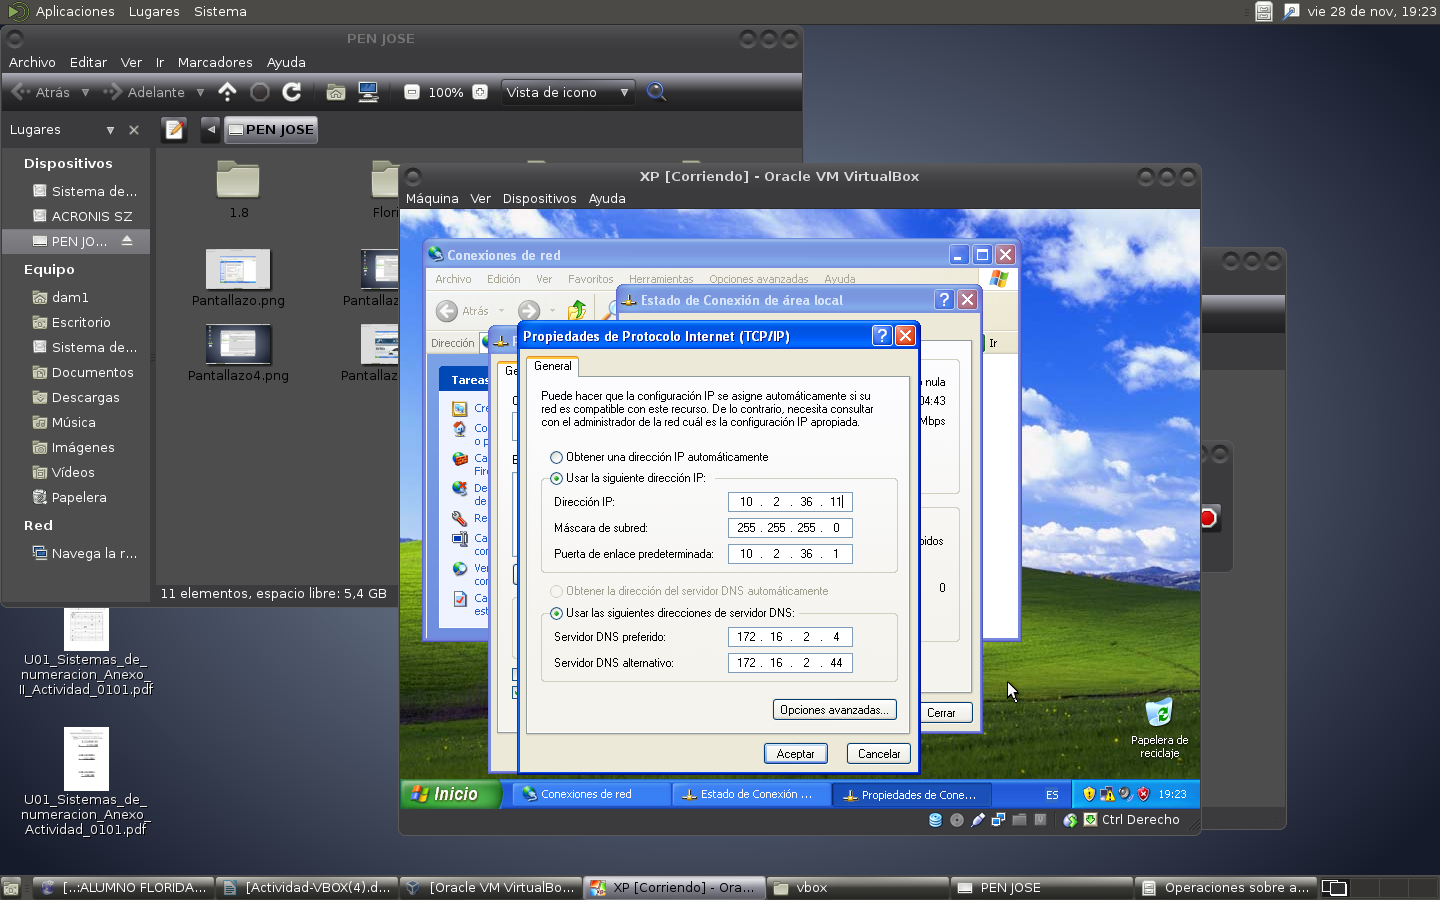 Aplicaciones Lugares Sistema
vie 28 de nov, 19:23
PEN JOSE
Archivo Editar Ver Ir Marcadores Ayuda
Atrás Adelante 100% Vista de icono
Lugares
PEN JOSE
Dispositivos
Sistema de...
ACRONIS SZ
PEN JO...
Equipo
dam1
Escritorio
Sistema de...
Documentos
Descargas
Música
Imágenes
Vídeos
Papelera
Red
Navega la r...
1.8
Flori
Pantallazo.png
Pantallazo4.png
11 elementos, espacio libre: 5,4 GB
U01_Sistemas_de_
numeracion_Anexo_
II_Actividad_0101.pdf
U01_Sistemas_de_
numeracion_Anexo_
Actividad_0101.pdf
XP [Corriendo] - Oracle VM VirtualBox
Máquina Ver Dispositivos Ayuda
Conexiones de red
Archivo Edición Ver Favoritos Herramientas Opciones avanzadas Ayuda
Atrás
Dirección
Ir
Tareas
Estado de Conexión de área local
nula
04:43
Mbps
bidos
0
Cerrar
Propiedades de Protocolo Internet (TCP/IP)
General
Puede hacer que la configuración IP se asigne automáticamente si su
red es compatible con este recurso. De lo contrario, necesita consultar
con el administrador de la red cuál es la configuración IP apropiada.
Obtener una dirección IP automáticamente
Usar la siguiente dirección IP:
Dirección IP: 10 . 2 . 36 . 11
Máscara de subred: 255 . 255 . 255 . 0
Puerta de enlace predeterminada: 10 . 2 . 36 . 1
Obtener la dirección del servidor DNS automáticamente
Usar las siguientes direcciones de servidor DNS:
Servidor DNS preferido: 172 . 16 . 2 . 4
Servidor DNS alternativo: 172 . 16 . 2 . 44
Opciones avanzadas...
Aceptar Cancelar
Papelera de
reciclaje
Inicio
Conexiones de red
Estado de Conexión ...
Propiedades de Cone...
ES
19:23
Ctrl Derecho
[..:ALUMNO FLORIDA...
[Actividad-VBOX(4).d...
[Oracle VM VirtualBo...
XP [Corriendo] - Ora...
vbox
PEN JOSE
Operaciones sobre a...